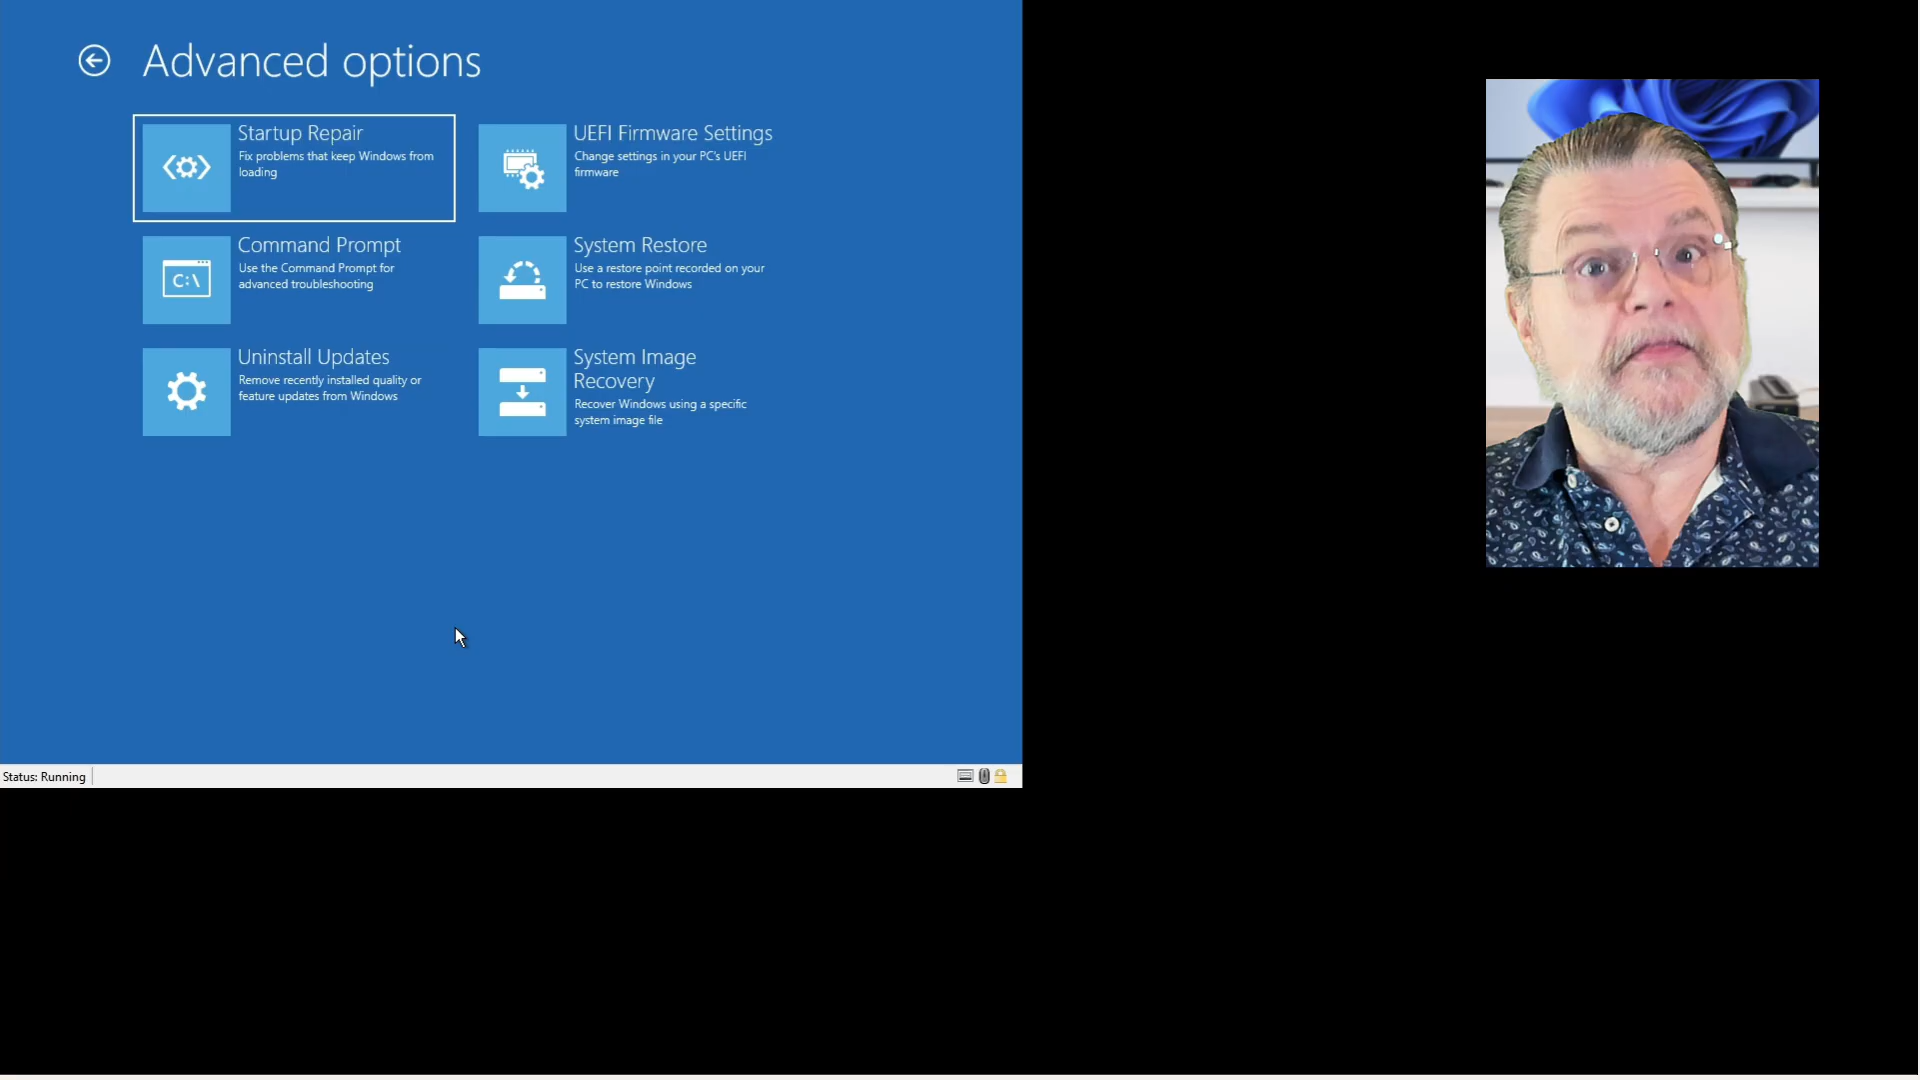 Advanced options
Startup Repair
Fix problems that keep Windows from
loading
UEFI Firmware Settings
Change settings in your PC's UEFI
firmware
C:\
Command Prompt
Use the Command Prompt for
advanced troubleshooting
System Restore
Use a restore point recorded on your
PC to restore Windows
Uninstall Updates
Remove recently installed quality or
feature updates from Windows
System Image
Recovery
Recover Windows using a specific
system image file
Status: Running